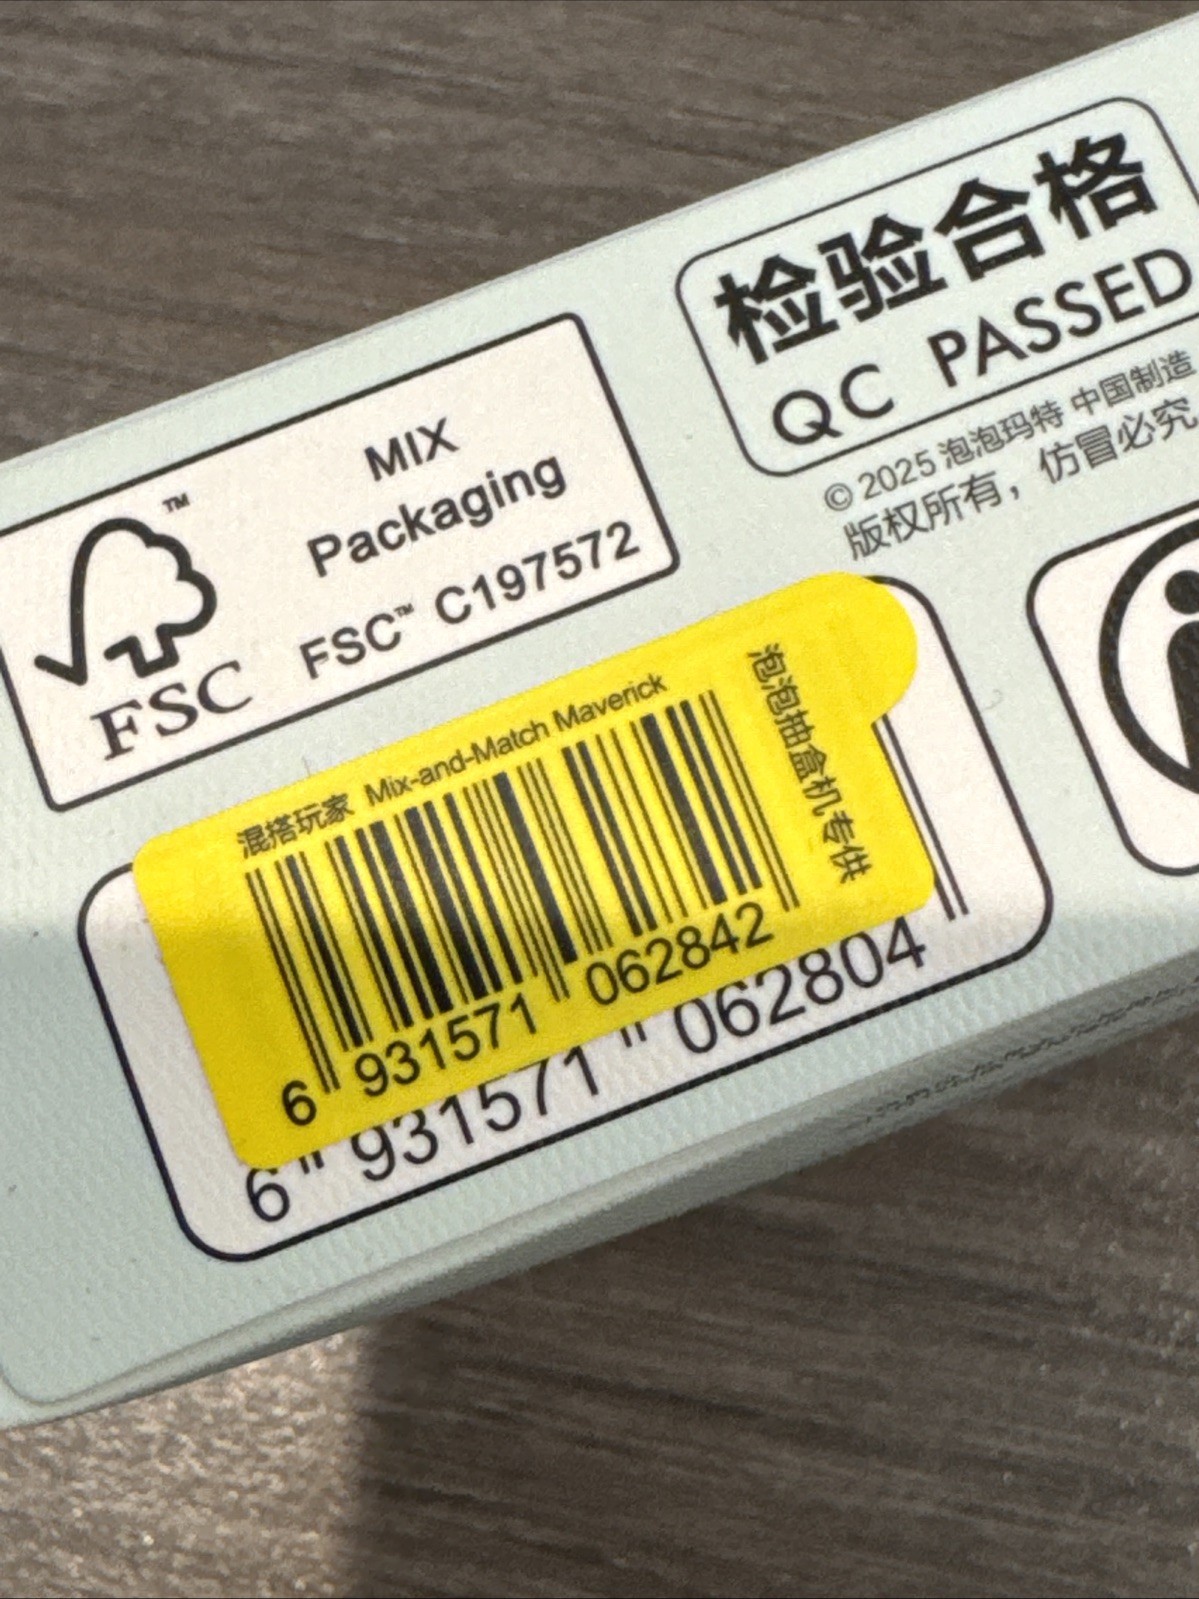 检验合格
QC PASSED
© 2025 泡泡玛特 中国制造
版权所有，仿冒必究
MIX
Packaging
FSC™ C197572
™
FSC
混搭玩家 Mix-and-Match Maverick
泡泡抽盒机专供
6 931571 062842
6 931571 062804